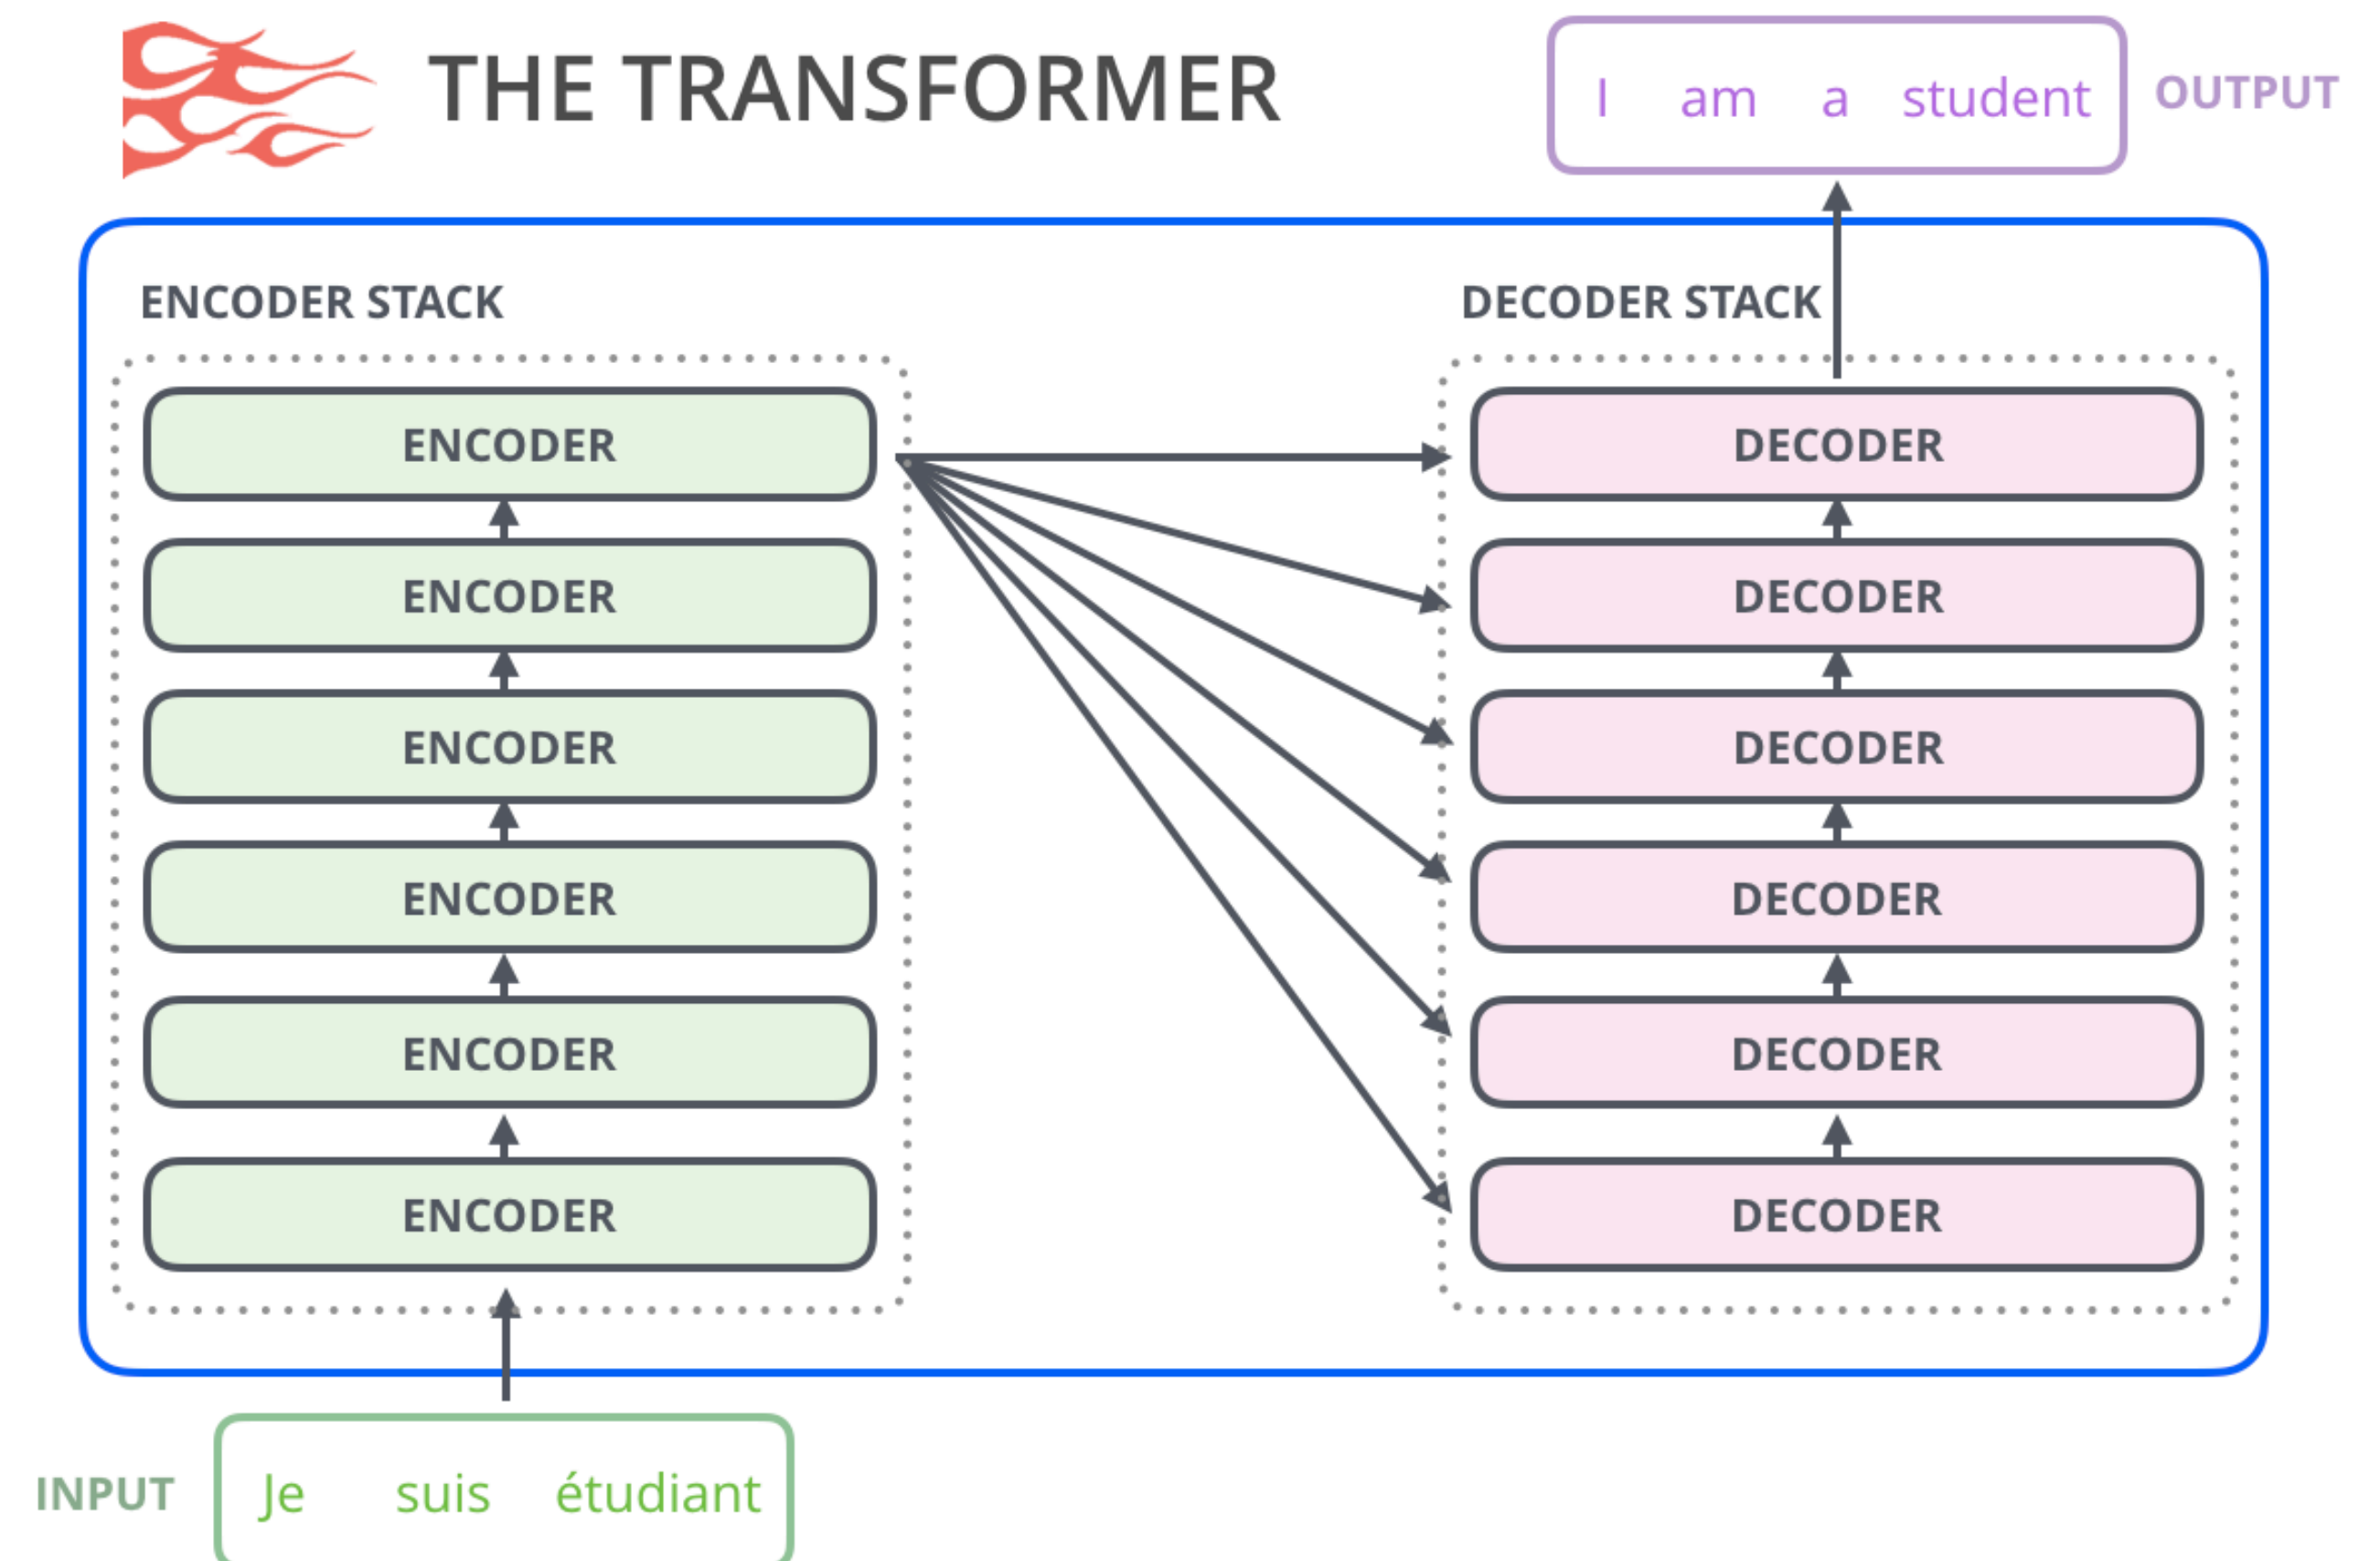 THE TRANSFORMER
I am a student
OUTPUT
ENCODER STACK
DECODER STACK
ENCODER
DECODER
ENCODER
DECODER
ENCODER
DECODER
ENCODER
DECODER
ENCODER
DECODER
ENCODER
DECODER
INPUT
Je suis étudiant